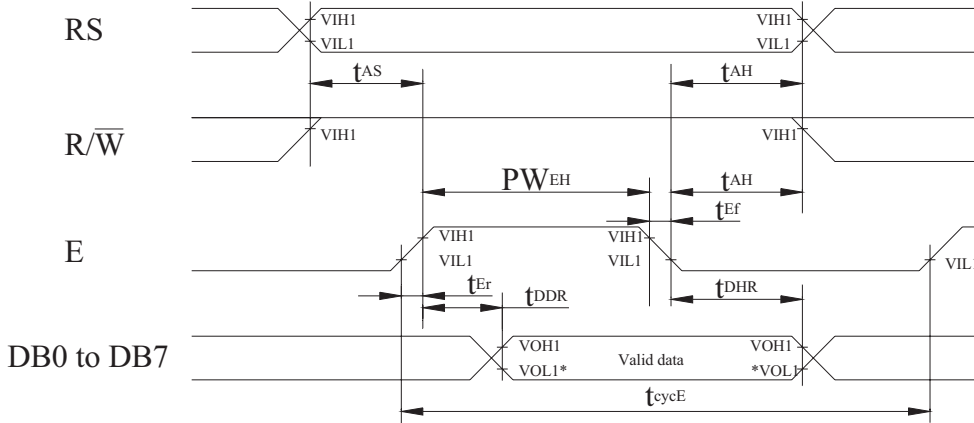 RS
VIH1
VIL1
VIH1
VIL1
tAS
tAH
R/W̅
VIH1
VIH1
PWEH
tAH
tEf
E
VIH1
VIL1
VIH1
VIL1
VIL1
tEr
tDDR
tDHR
DB0 to DB7
VOH1
VOL1*
Valid data
VOH1
*VOL1
tcycE